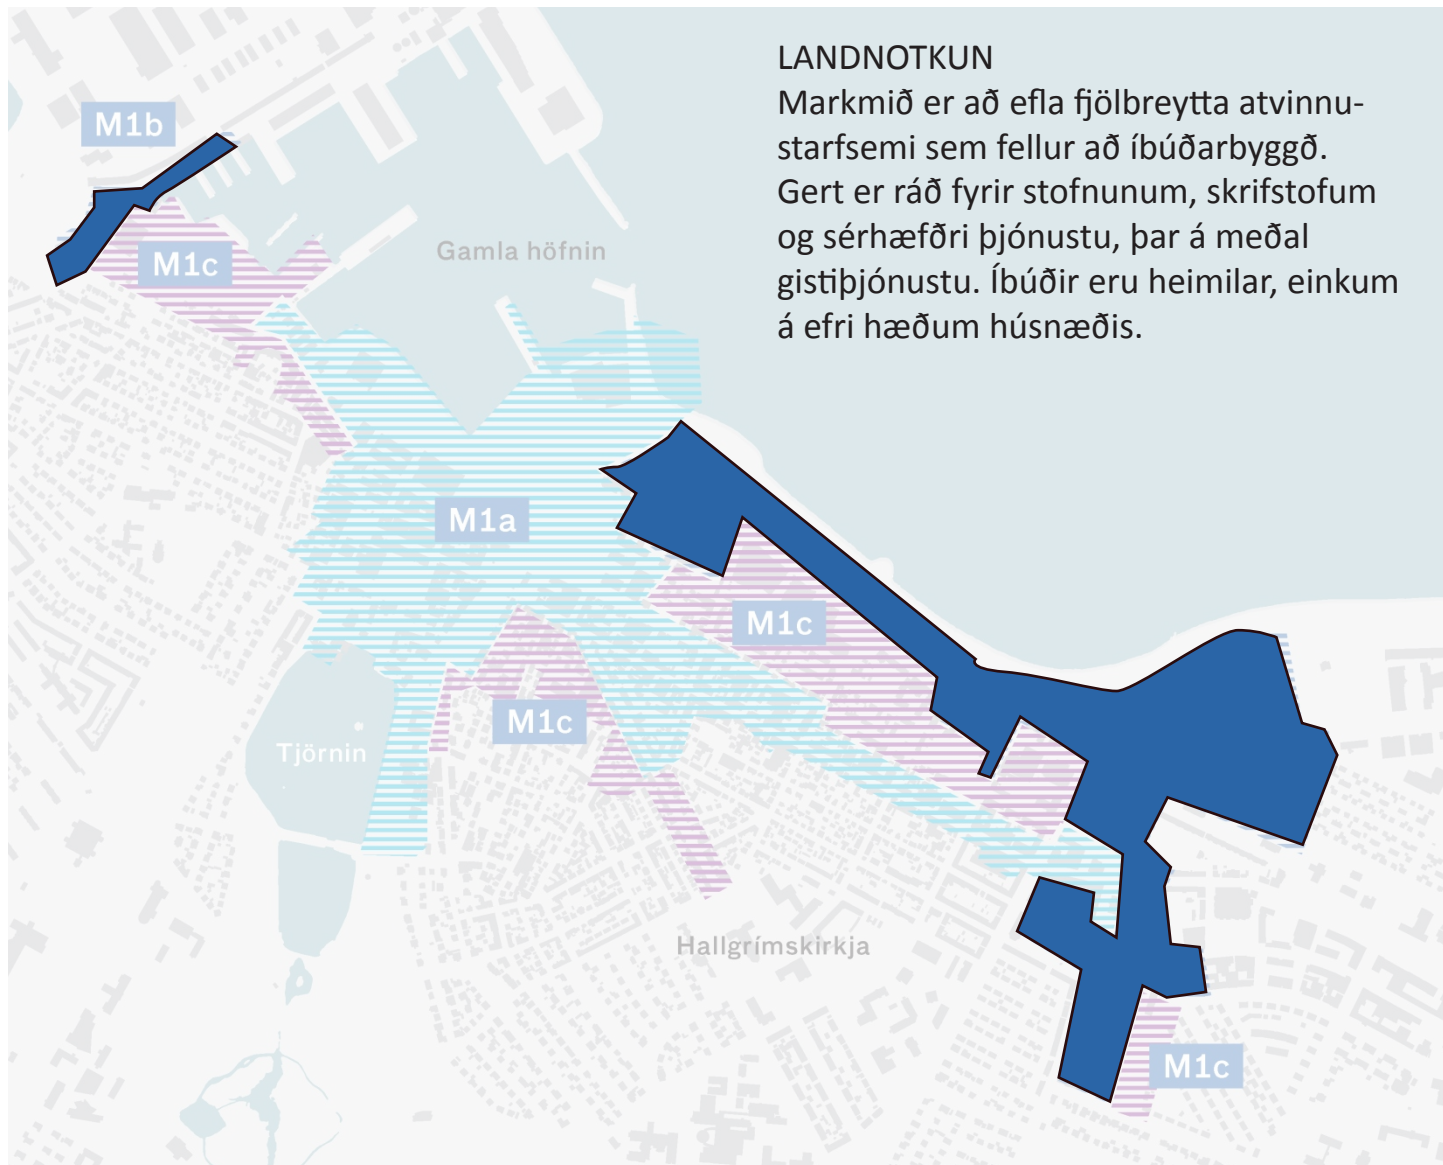 LANDNOTKUN
Markmið er að efla fjölbreytta atvinnu-
starfsemi sem fellur að íbúðarbyggð.
Gert er ráð fyrir stofnunum, skrifstofum
og sérhæfðri þjónustu, þar á meðal
gistiþjónustu. Íbúðir eru heimilar, einkum
á efri hæðum húsnæðis.
M1b
M1c
Gamla höfnin
M1a
M1c
M1c
Tjörnin
Hallgrímskirkja
M1c